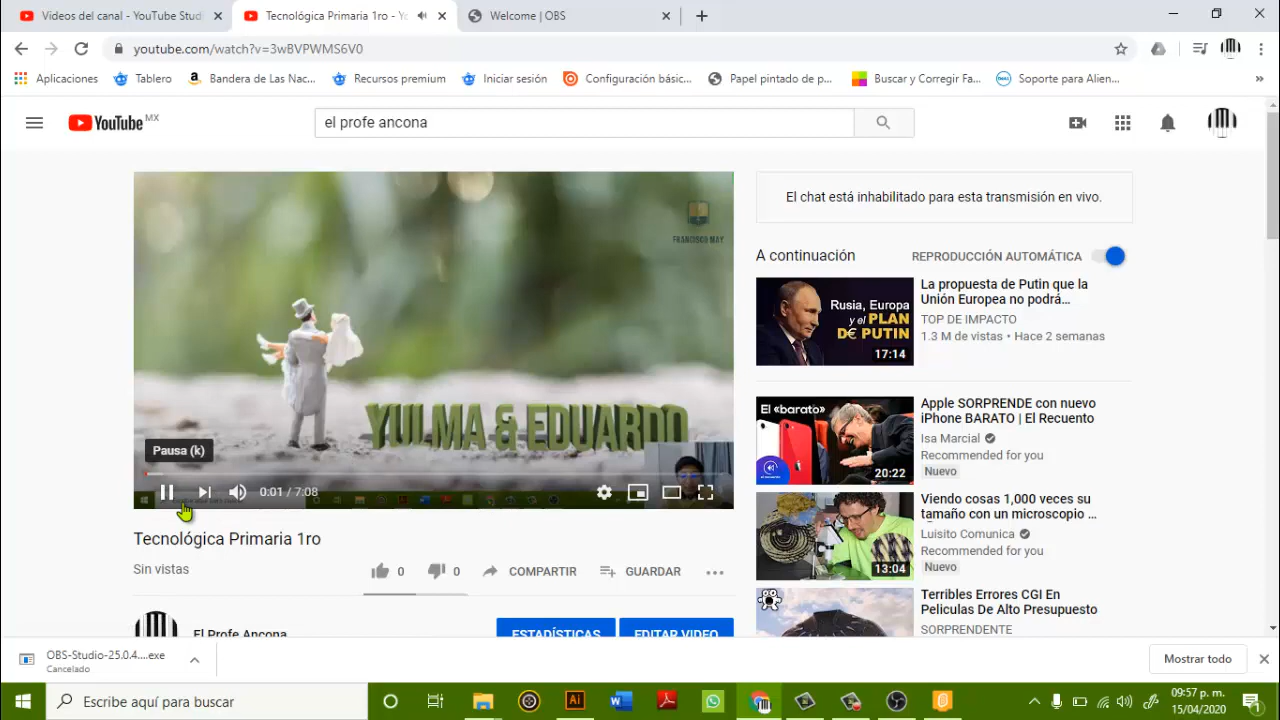 Videos del canal - YouTube Studi
Tecnológica Primaria 1ro - Yo
Welcome | OBS
youtube.com/watch?v=3wBVPWMS6V0
Aplicaciones
Tablero
Bandera de Las Nac...
Recursos premium
Iniciar sesión
Configuración básic...
Papel pintado de p...
Buscar y Corregir Fa...
Soporte para Alien...
YouTube MX
el profe ancona
FRANCISCO MAY
YULMA & EDUARDO
Pausa (k)
0:01 / 7:08
El chat está inhabilitado para esta transmisión en vivo.
A continuación
REPRODUCCIÓN AUTOMÁTICA
Rusia, Europa
y el PLAN
D€ PUTIN
17:14
La propuesta de Putin que la
Unión Europea no podrá...
TOP DE IMPACTO
1.3 M de vistas • Hace 2 semanas
El «barato»
20:22
Apple SORPRENDE con nuevo
iPhone BARATO | El Recuento
Isa Marcial
Recommended for you
Nuevo
13:04
Viendo cosas 1,000 veces su
tamaño con un microscopio ...
Luisito Comunica
Recommended for you
Nuevo
Terribles Errores CGI En
Peliculas De Alto Presupuesto
SORPRENDENTE
Tecnológica Primaria 1ro
Sin vistas
0
0
COMPARTIR
GUARDAR
El Profe Ancona
ESTADÍSTICAS
EDITAR VIDEO
OBS-Studio-25.0.4....exe
Cancelado
Mostrar todo
Escribe aquí para buscar
Ai
09:57 p. m.
15/04/2020
1